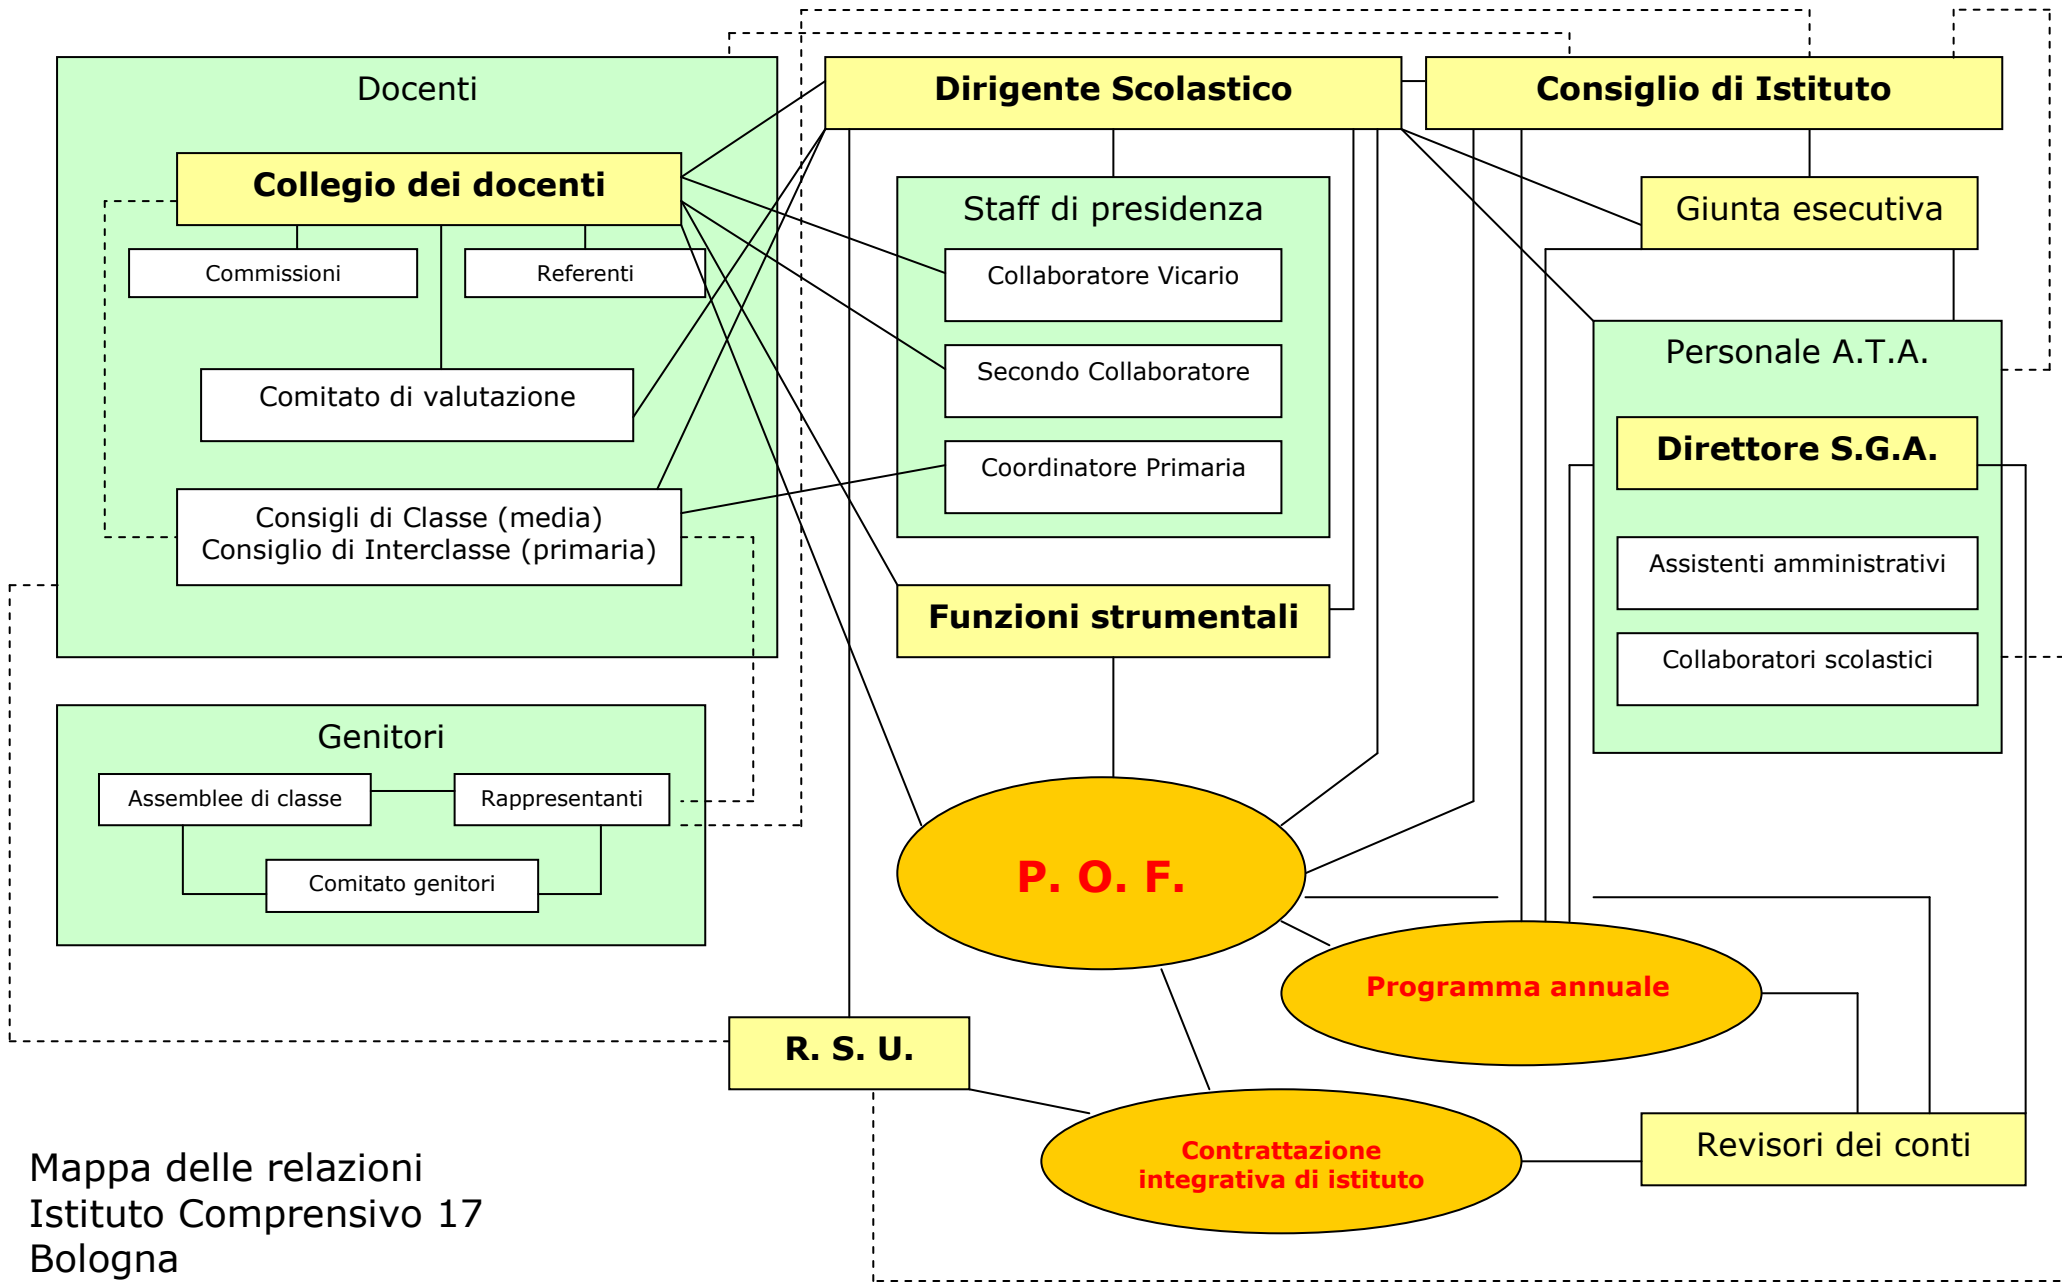 Docenti
Dirigente Scolastico
Consiglio di Istituto
Collegio dei docenti
Commissioni
Referenti
Comitato di valutazione
Consigli di Classe (media)
Consiglio di Interclasse (primaria)
Staff di presidenza
Collaboratore Vicario
Secondo Collaboratore
Coordinatore Primaria
Giunta esecutiva
Personale A.T.A.
Direttore S.G.A.
Assistenti amministrativi
Collaboratori scolastici
Funzioni strumentali
Genitori
Assemblee di classe
Rappresentanti
Comitato genitori
P. O. F.
Programma annuale
R. S. U.
Contrattazione
integrativa di istituto
Revisori dei conti
Mappa delle relazioni
Istituto Comprensivo 17
Bologna